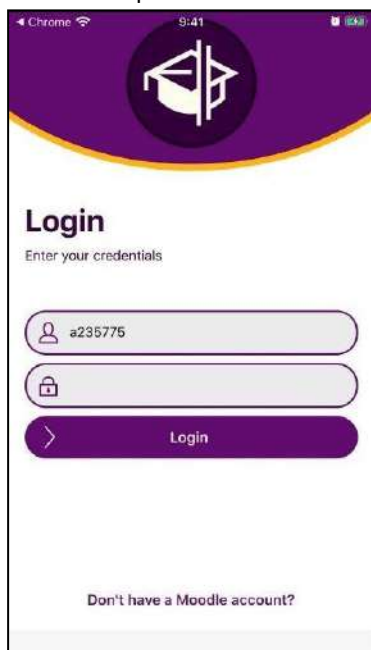 Chrome 9:41
Login
Enter your credentials
a235775
Login
Don't have a Moodle account?